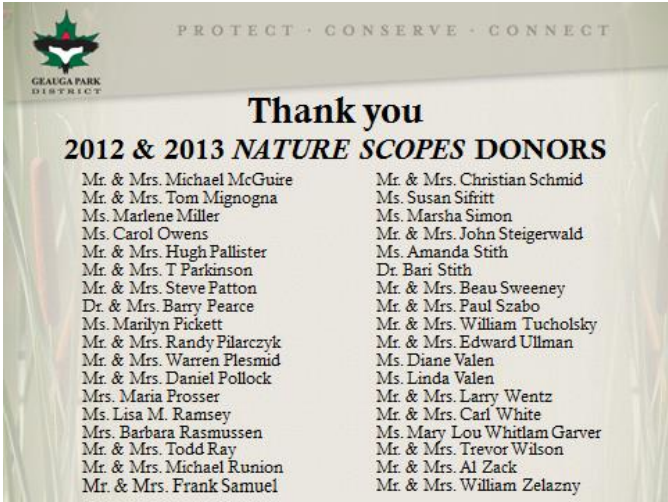 PROTECT · CONSERVE · CONNECT
GEAUGA PARK
DISTRICT
Thank you
2012 & 2013 NATURE SCOPES DONORS
Mr. & Mrs. Michael McGuire
Mr. & Mrs. Tom Mignogna
Ms. Marlene Miller
Ms. Carol Owens
Mr. & Mrs. Hugh Pallister
Mr. & Mrs. T Parkinson
Mr. & Mrs. Steve Patton
Dr. & Mrs. Barry Pearce
Ms. Marilyn Pickett
Mr. & Mrs. Randy Pilarczyk
Mr. & Mrs. Warren Plesmid
Mr. & Mrs. Daniel Pollock
Mrs. Maria Prosser
Ms. Lisa M. Ramsey
Mrs. Barbara Rasmussen
Mr. & Mrs. Todd Ray
Mr. & Mrs. Michael Runion
Mr. & Mrs. Frank Samuel
Mr. & Mrs. Christian Schmid
Ms. Susan Sifritt
Ms. Marsha Simon
Mr. & Mrs. John Steigerwald
Ms. Amanda Stith
Dr. Bari Stith
Mr. & Mrs. Beau Sweeney
Mr. & Mrs. Paul Szabo
Mr. & Mrs. William Tucholsky
Mr. & Mrs. Edward Ullman
Ms. Diane Valen
Ms. Linda Valen
Mr. & Mrs. Larry Wentz
Mr. & Mrs. Carl White
Ms. Mary Lou Whitlam Garver
Mr. & Mrs. Trevor Wilson
Mr. & Mrs. Al Zack
Mr. & Mrs. William Zelazny